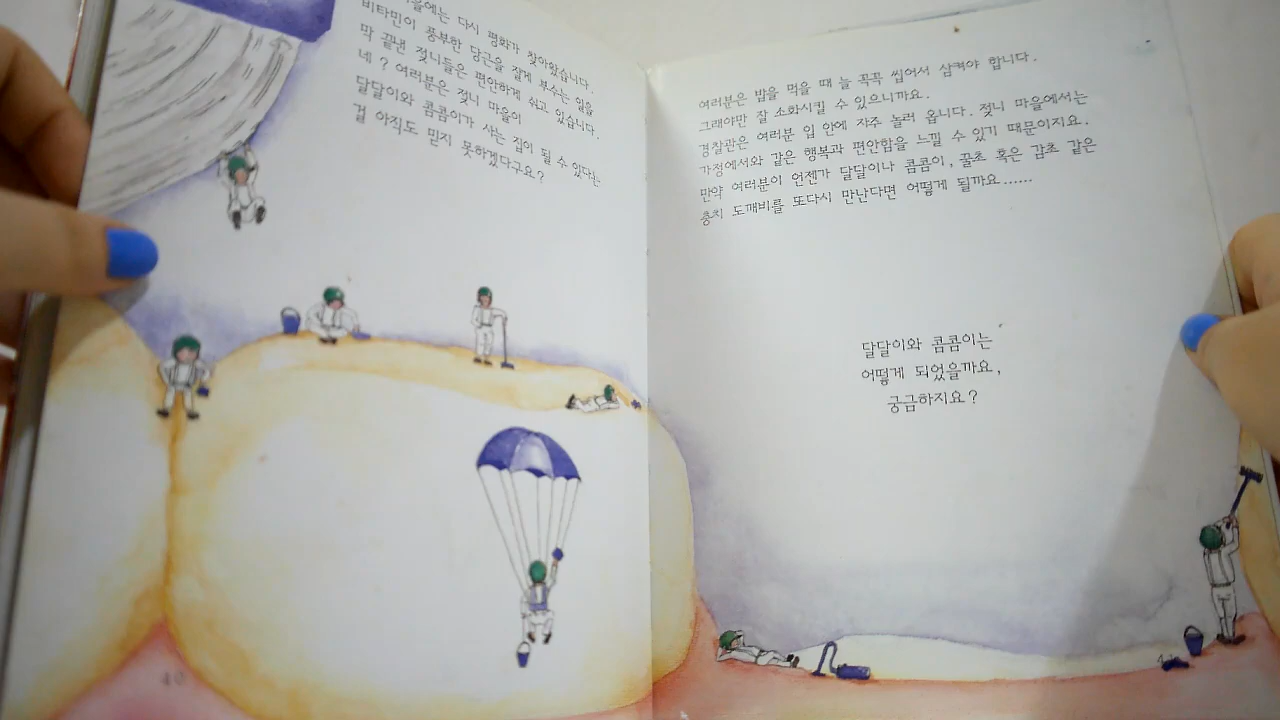 다시 평화가 찾아왔습니다.
비타민이 풍부한 당근을 잘게 부수는 일을
막 끝낸 젖니들은 편안하게 쉬고 있습니다.
네? 여러분은 젖니 마을이
달달이와 콤콤이가 사는 집이 될 수 있다는
걸 아직도 믿지 못하겠다구요?
40
여러분은 밥을 먹을 때 늘 꼭꼭 씹어서 삼켜야 합니다.
그래야만 잘 소화시킬 수 있으니까요.
경찰관은 여러분 입 안에 자주 놀러 옵니다. 젖니 마을에서는
가정에서와 같은 행복과 편안함을 느낄 수 있기 때문이지요.
만약 여러분이 언젠가 달달이나 콤콤이, 꿀초 혹은 감초 같은
충치 도깨비를 또다시 만난다면 어떻게 될까요......
달달이와 콤콤이는
어떻게 되었을까요,
궁금하지요?